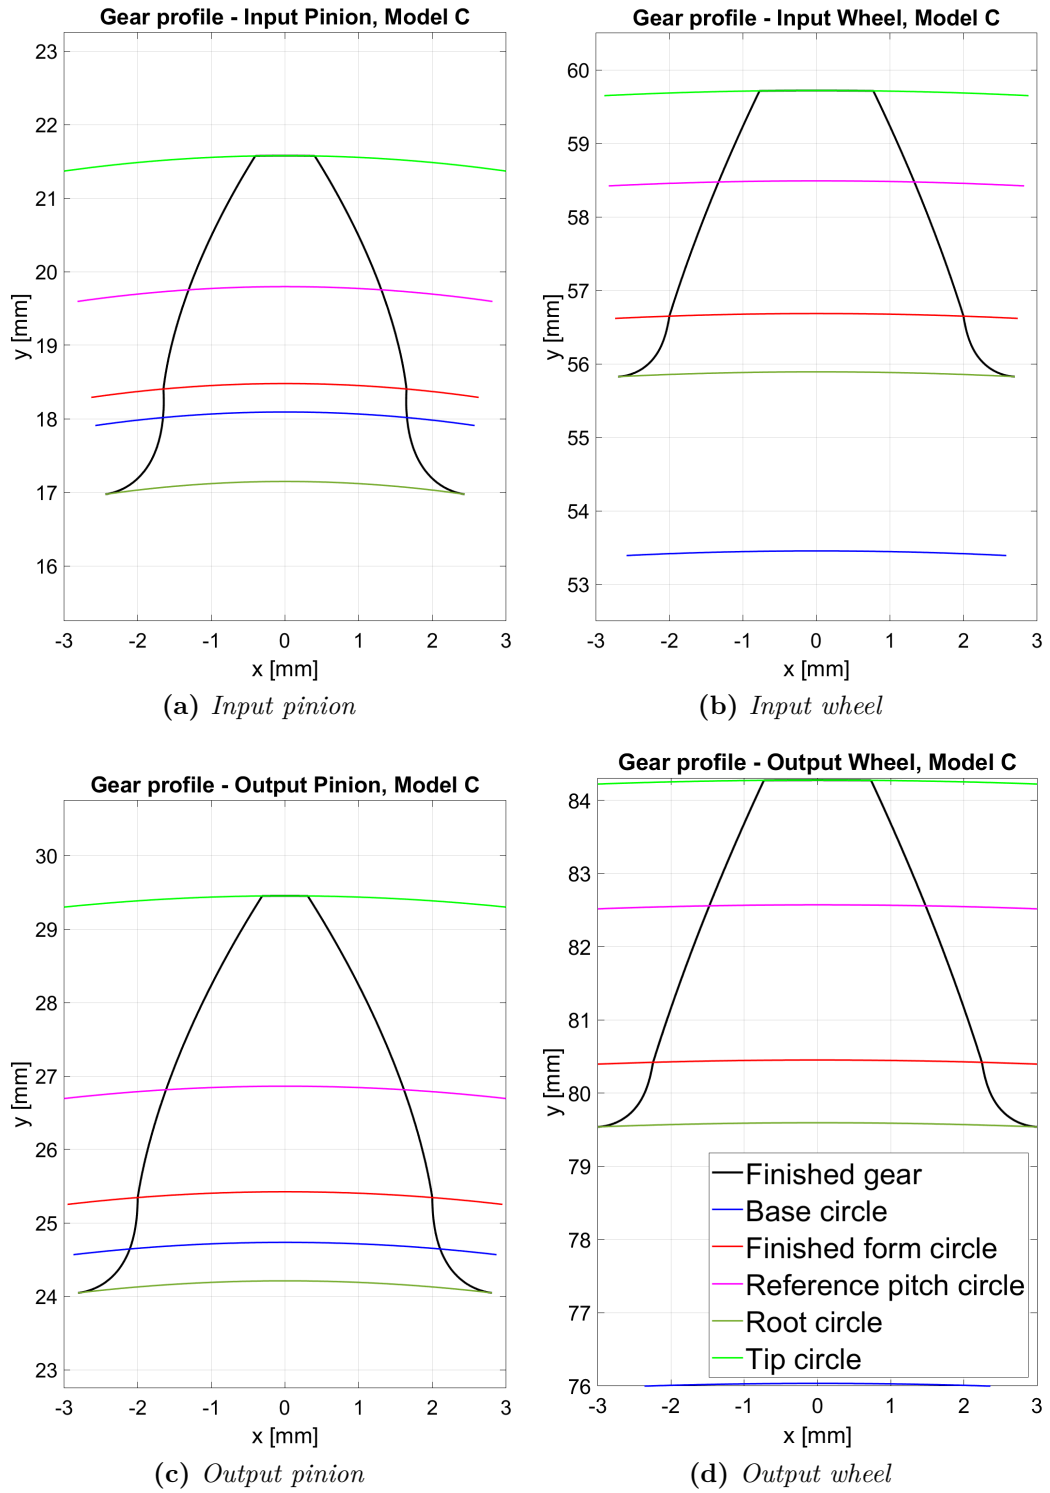 Gear profile - Input Pinion, Model C
23
22
21
20
19
18
17
16
y [mm]
-3 -2 -1 0 1 2 3
x [mm]
(a) Input pinion
Gear profile - Input Wheel, Model C
60
59
58
57
56
55
54
53
y [mm]
-3 -2 -1 0 1 2 3
x [mm]
(b) Input wheel
Gear profile - Output Pinion, Model C
30
29
28
27
26
25
24
23
y [mm]
-3 -2 -1 0 1 2 3
x [mm]
(c) Output pinion
Gear profile - Output Wheel, Model C
84
83
82
81
80
79
78
77
76
y [mm]
Finished gear
Base circle
Finished form circle
Reference pitch circle
Root circle
Tip circle
-3 -2 -1 0 1 2 3
x [mm]
(d) Output wheel